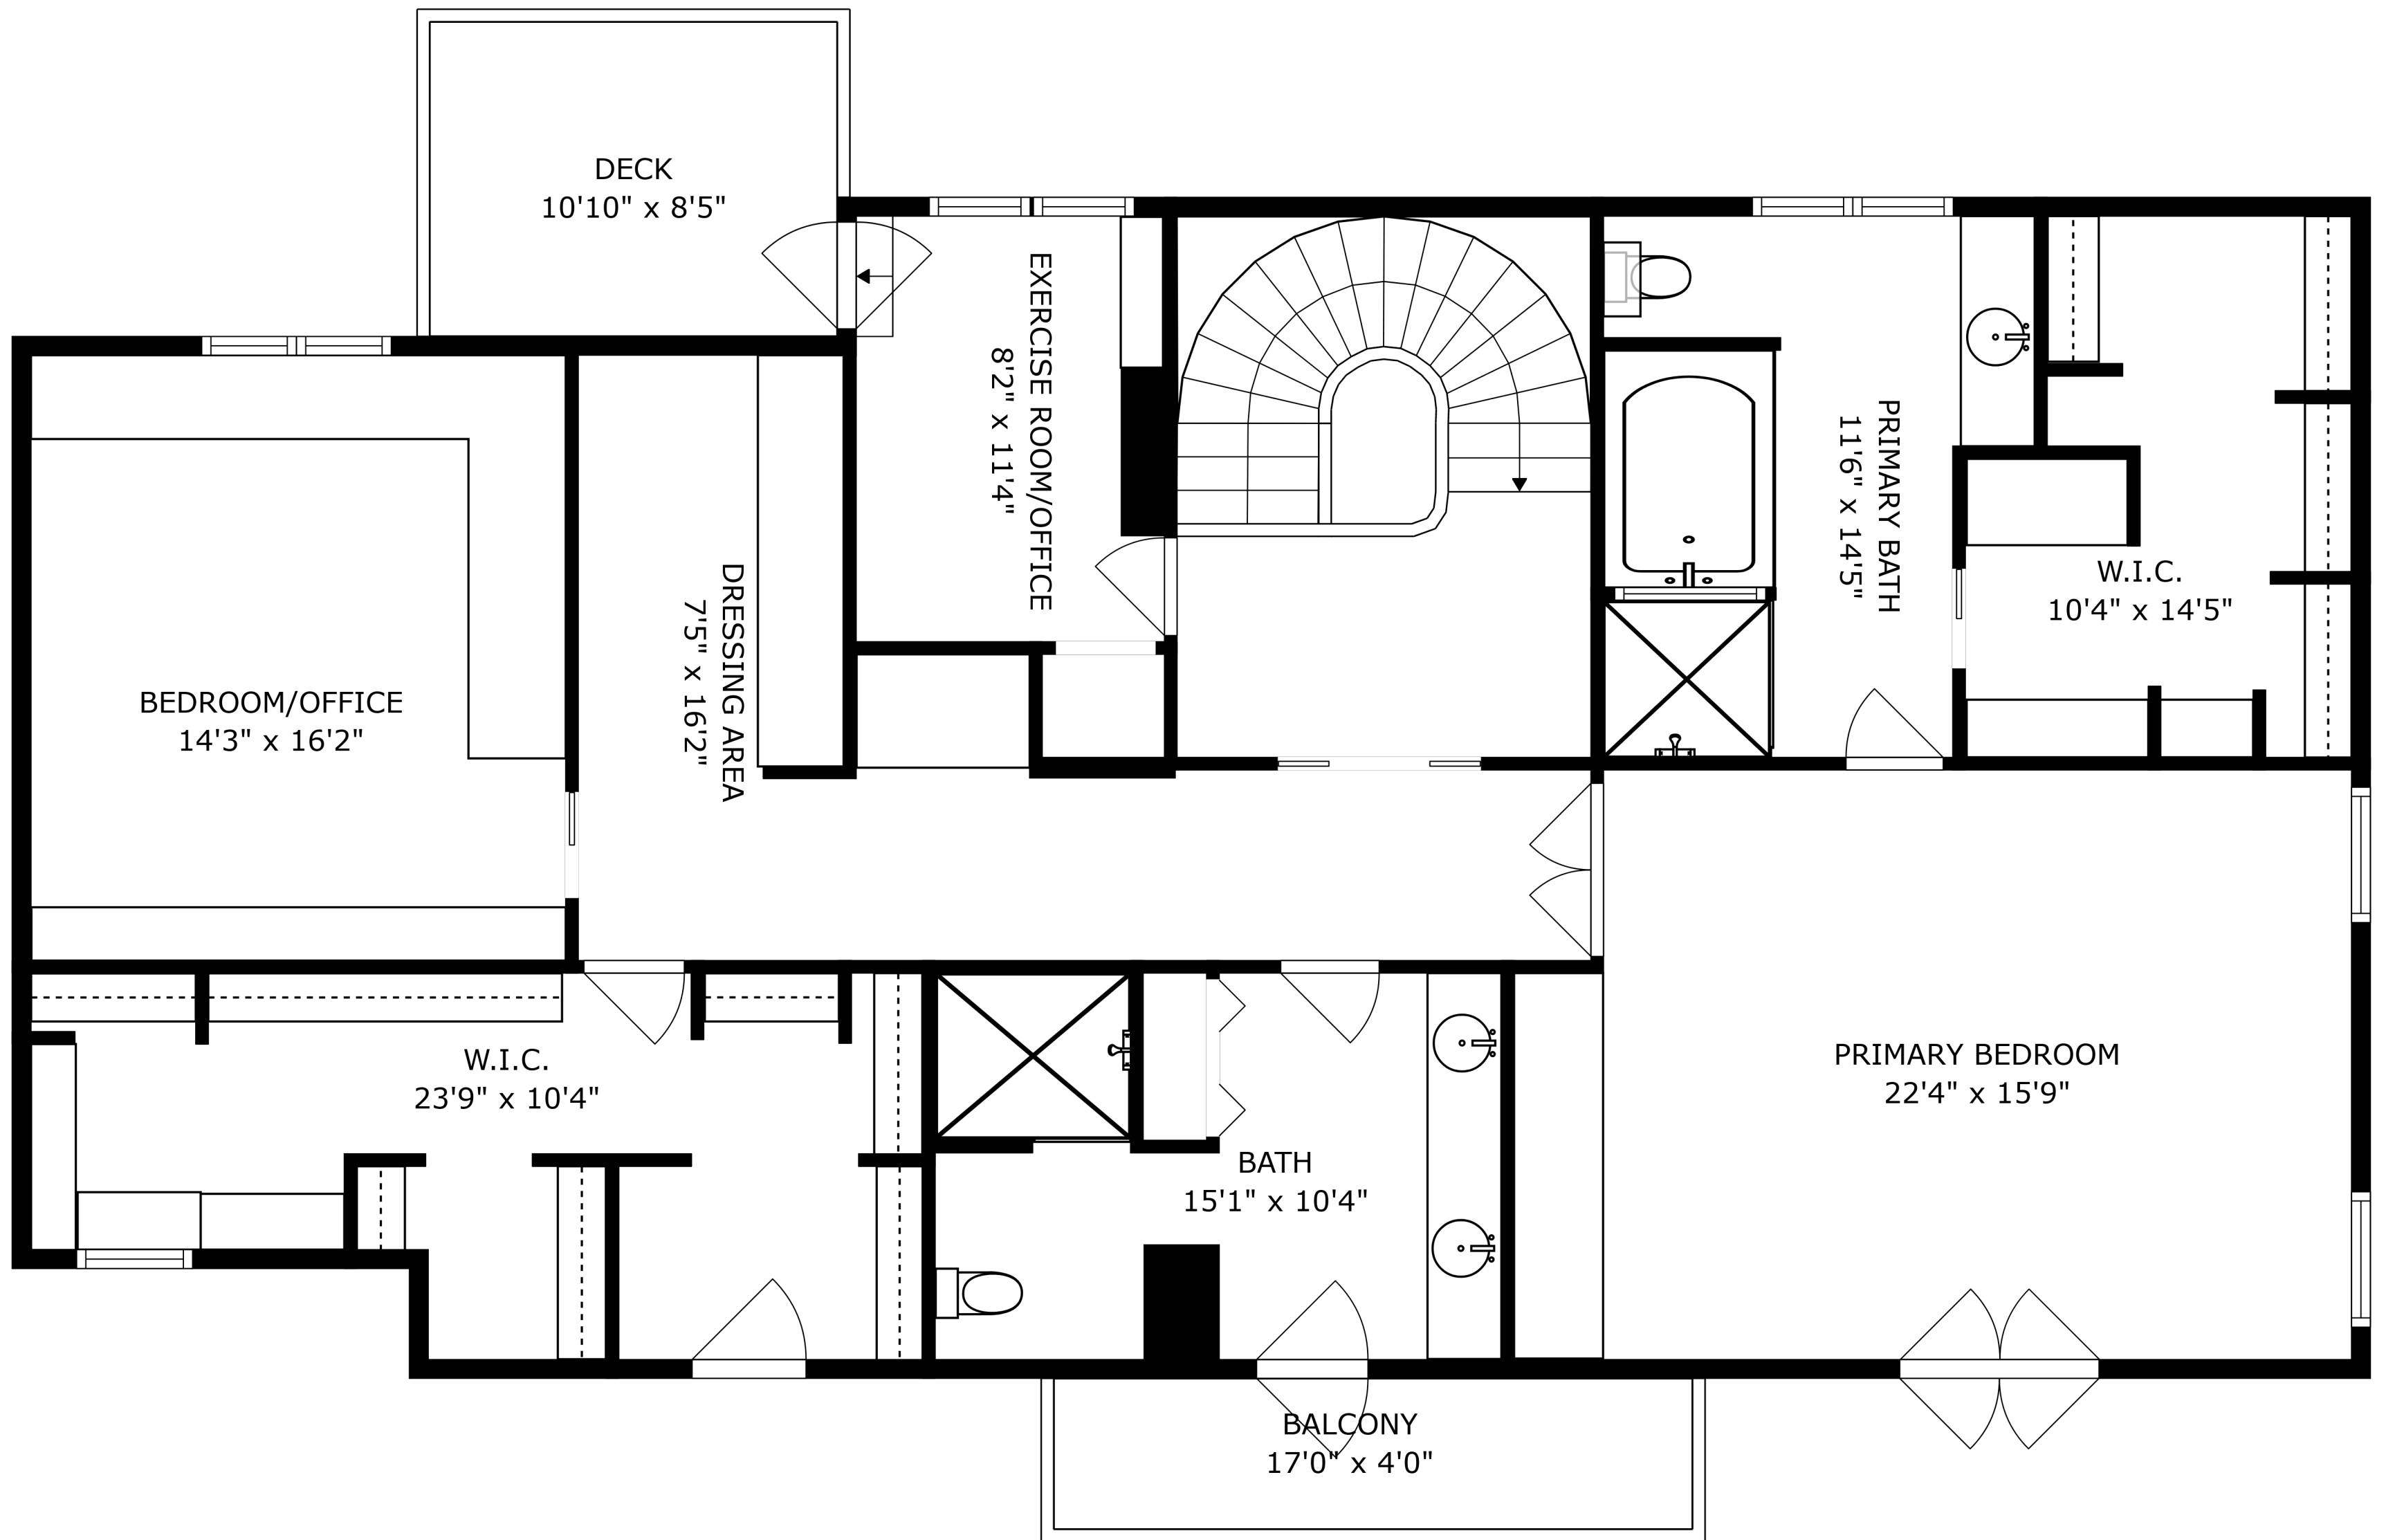 DECK
10'10" x 8'5"
EXERCISE ROOM/OFFICE
8'2" x 11'4"
PRIMARY BATH
11'6" x 14'5"
W.I.C.
10'4" x 14'5"
DRESSING AREA
7'5" x 16'2"
BEDROOM/OFFICE
14'3" x 16'2"
W.I.C.
23'9" x 10'4"
BATH
15'1" x 10'4"
PRIMARY BEDROOM
22'4" x 15'9"
BALCONY
17'0" x 4'0"